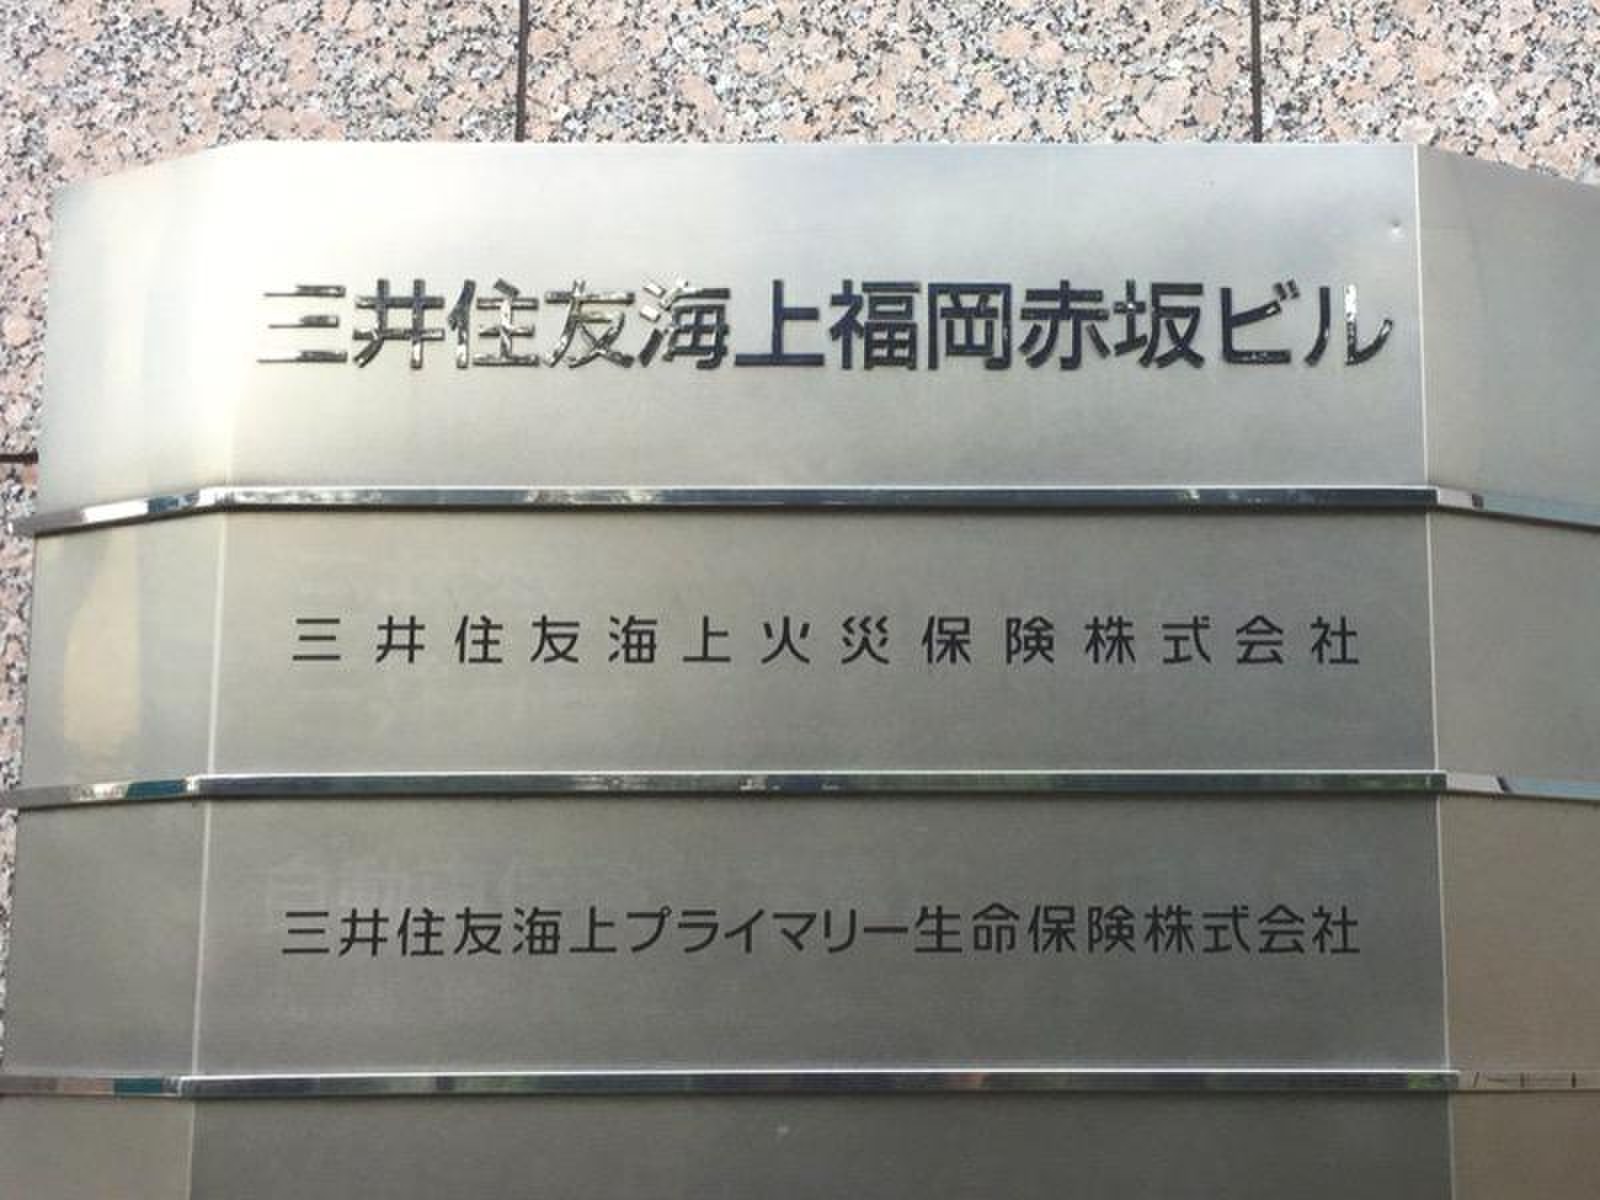 三井住友海上福岡赤坂ビル
三井住友海上火災保険株式会社
三井住友海上プライマリー生命保険株式会社